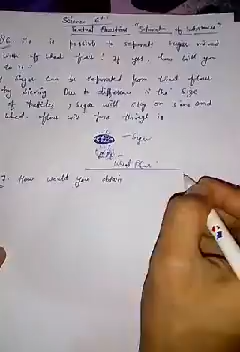 Science 6th
Textual Questions "Separation of Substances"
Q6 Is it possible to separate sugar mixed
with wheat flour? If yes, how will you
do it?
Sugar can be separated from wheat flour
by sieving. Due to difference in the size
of particles, sugar will stay on sieve and
wheat flour will pass through it
Sugar
Wheat flour
7. How would you obtain